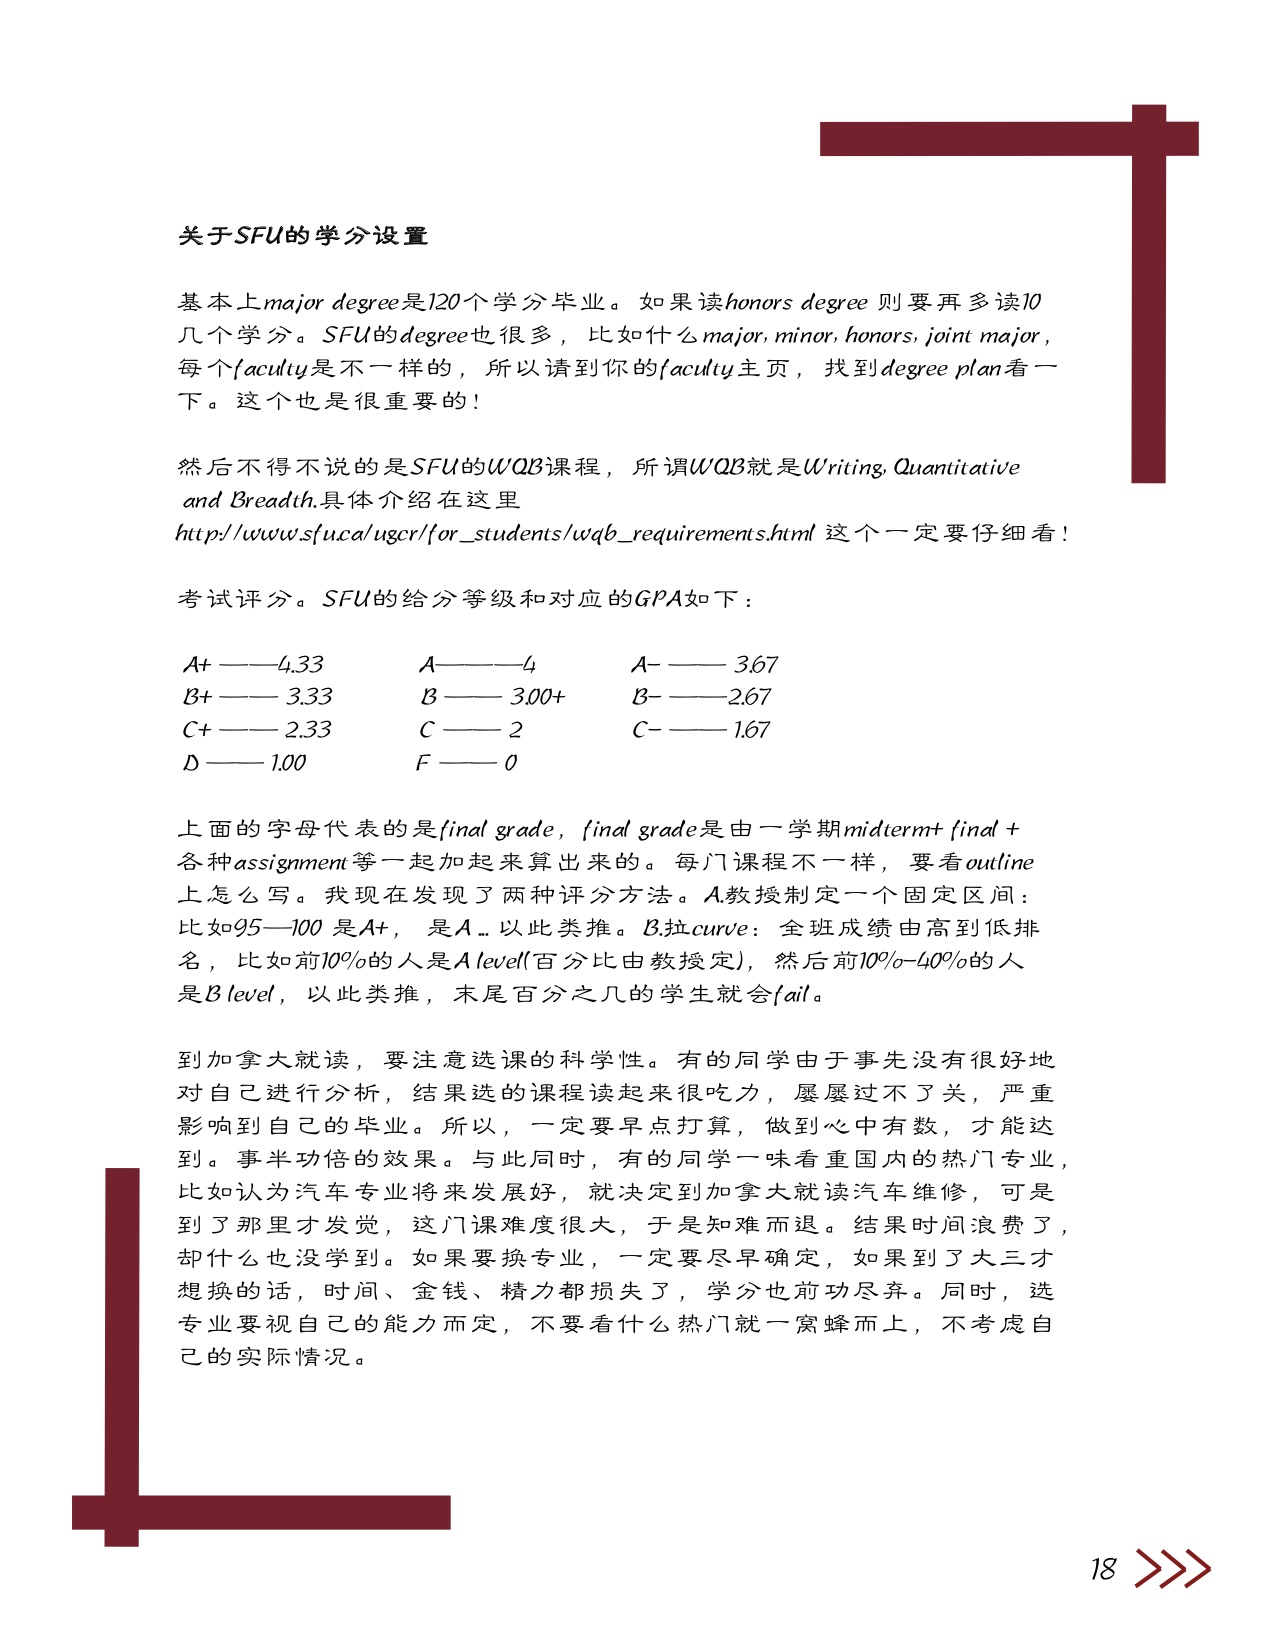 关于SFU的学分设置
基本上major degree是120个学分毕业。如果读honors degree 则要再多读10
几个学分。SFU的degree也很多，比如什么major, minor, honors, joint major，
每个faculty是不一样的，所以请到你的faculty主页，找到degree plan看一
下。这个也是很重要的！
然后不得不说的是SFU的WQB课程，所谓WQB就是Writing, Quantitative
and Breadth.具体介绍在这里
http://www.sfu.ca/ugcr/for_students/wqb_requirements.html 这个一定要仔细看！
考试评分。SFU的给分等级和对应的GPA如下：
A+ ——4.33 A———4 A- —— 3.67
B+ —— 3.33 B —— 3.00+ B- ——2.67
C+ —— 2.33 C —— 2 C- —— 1.67
D —— 1.00 F —— 0
上面的字母代表的是final grade，final grade是由一学期midterm+ final +
各种assignment等一起加起来算出来的。每门课程不一样，要看outline
上怎么写。我现在发现了两种评分方法。A.教授制定一个固定区间：
比如95—100 是A+，是A ... 以此类推。B.拉curve：全班成绩由高到低排
名，比如前10%的人是A level(百分比由教授定)，然后前10%-40%的人
是B level，以此类推，末尾百分之几的学生就会fail。
到加拿大就读，要注意选课的科学性。有的同学由于事先没有很好地
对自己进行分析，结果选的课程读起来很吃力，屡屡过不了关，严重
影响到自己的毕业。所以，一定要早点打算，做到心中有数，才能达
到。事半功倍的效果。与此同时，有的同学一味看重国内的热门专业，
比如认为汽车专业将来发展好，就决定到加拿大就读汽车维修，可是
到了那里才发觉，这门课难度很大，于是知难而退。结果时间浪费了，
却什么也没学到。如果要换专业，一定要尽早确定，如果到了大三才
想换的话，时间、金钱、精力都损失了，学分也前功尽弃。同时，选
专业要视自己的能力而定，不要看什么热门就一窝蜂而上，不考虑自
己的实际情况。
18